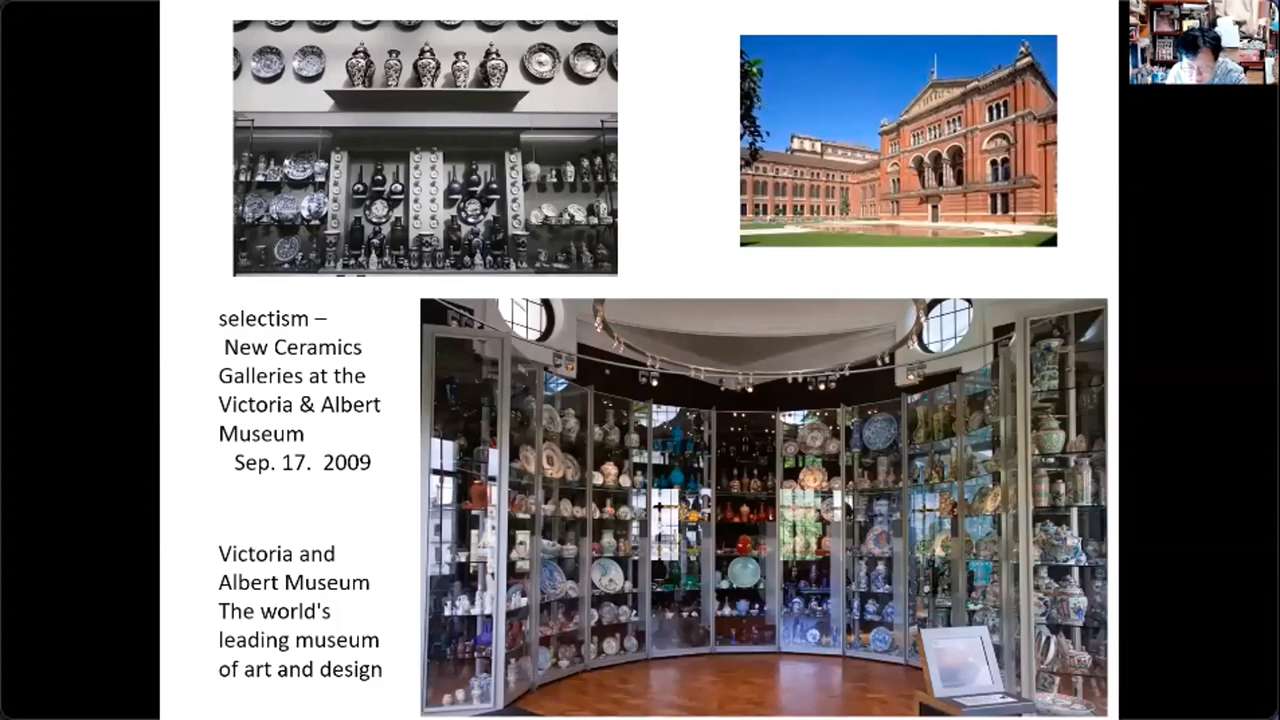 selectism –
New Ceramics
Galleries at the
Victoria & Albert
Museum
Sep. 17. 2009
Victoria and
Albert Museum
The world's
leading museum
of art and design